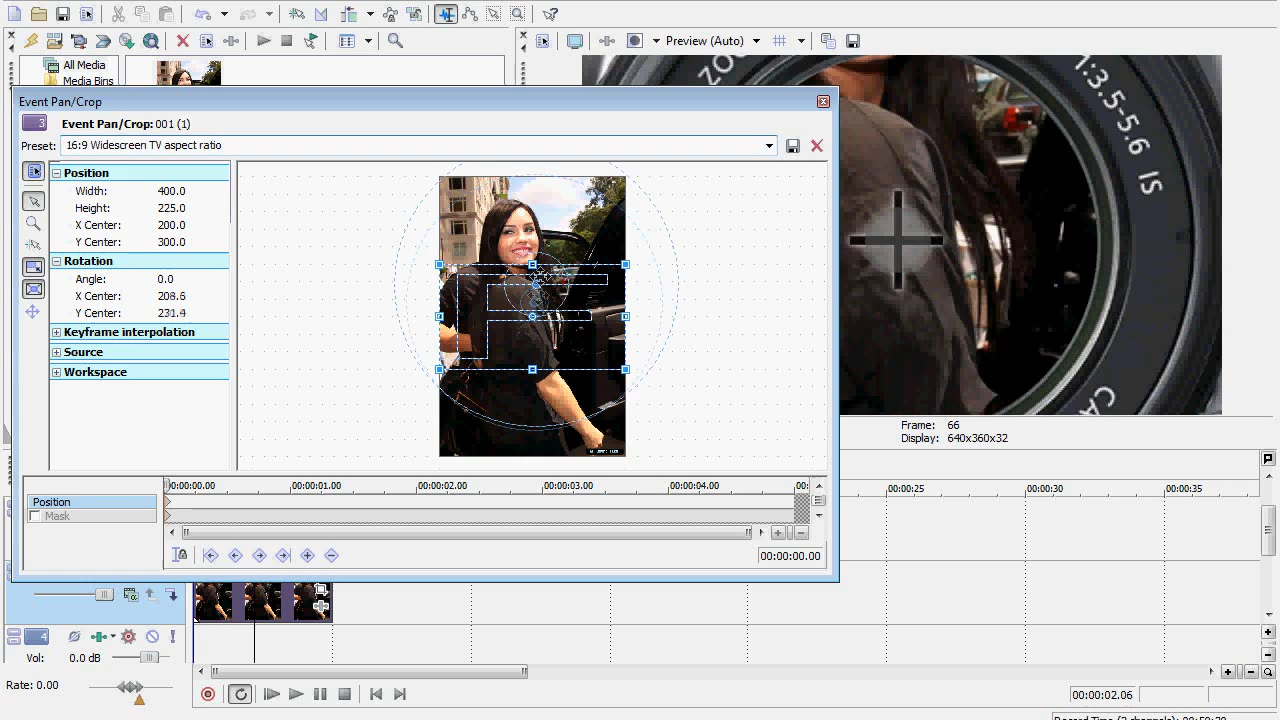 Preview (Auto)
All Media
Media Bins
Event Pan/Crop
3
Event Pan/Crop: 001 (1)
Preset:
16:9 Widescreen TV aspect ratio
Position
Width: 400.0
Height: 225.0
X Center: 200.0
Y Center: 300.0
Rotation
Angle: 0.0
X Center: 208.6
Y Center: 231.4
Keyframe interpolation
Source
Workspace
ZO
1:3.5-5.6 IS
CA
Frame: 66
Display: 640x360x32
00:00:00.00
00:00:01.00
00:00:02.00
00:00:03.00
00:00:04.00
00:
Position
Mask
00:00:00.00
00:00:25
00:00:30
00:00:35
4
Vol: 0.0 dB
Rate: 0.00
00:00:02.06